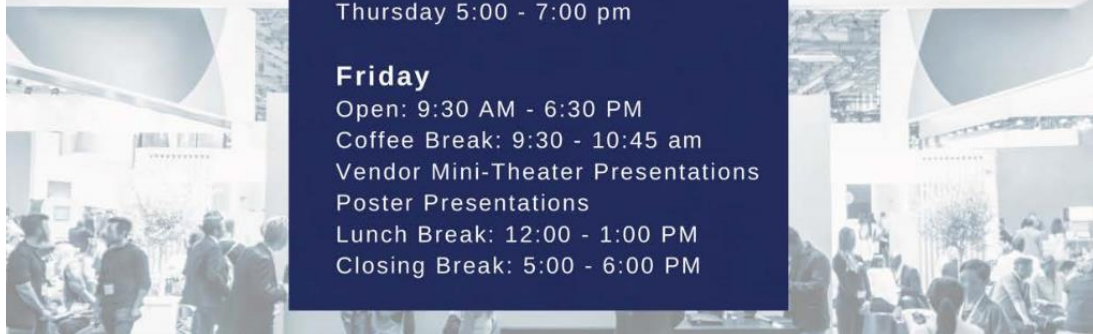 Thursday 5:00 - 7:00 pm
Friday
Open: 9:30 AM - 6:30 PM
Coffee Break: 9:30 - 10:45 am
Vendor Mini-Theater Presentations
Poster Presentations
Lunch Break: 12:00 - 1:00 PM
Closing Break: 5:00 - 6:00 PM